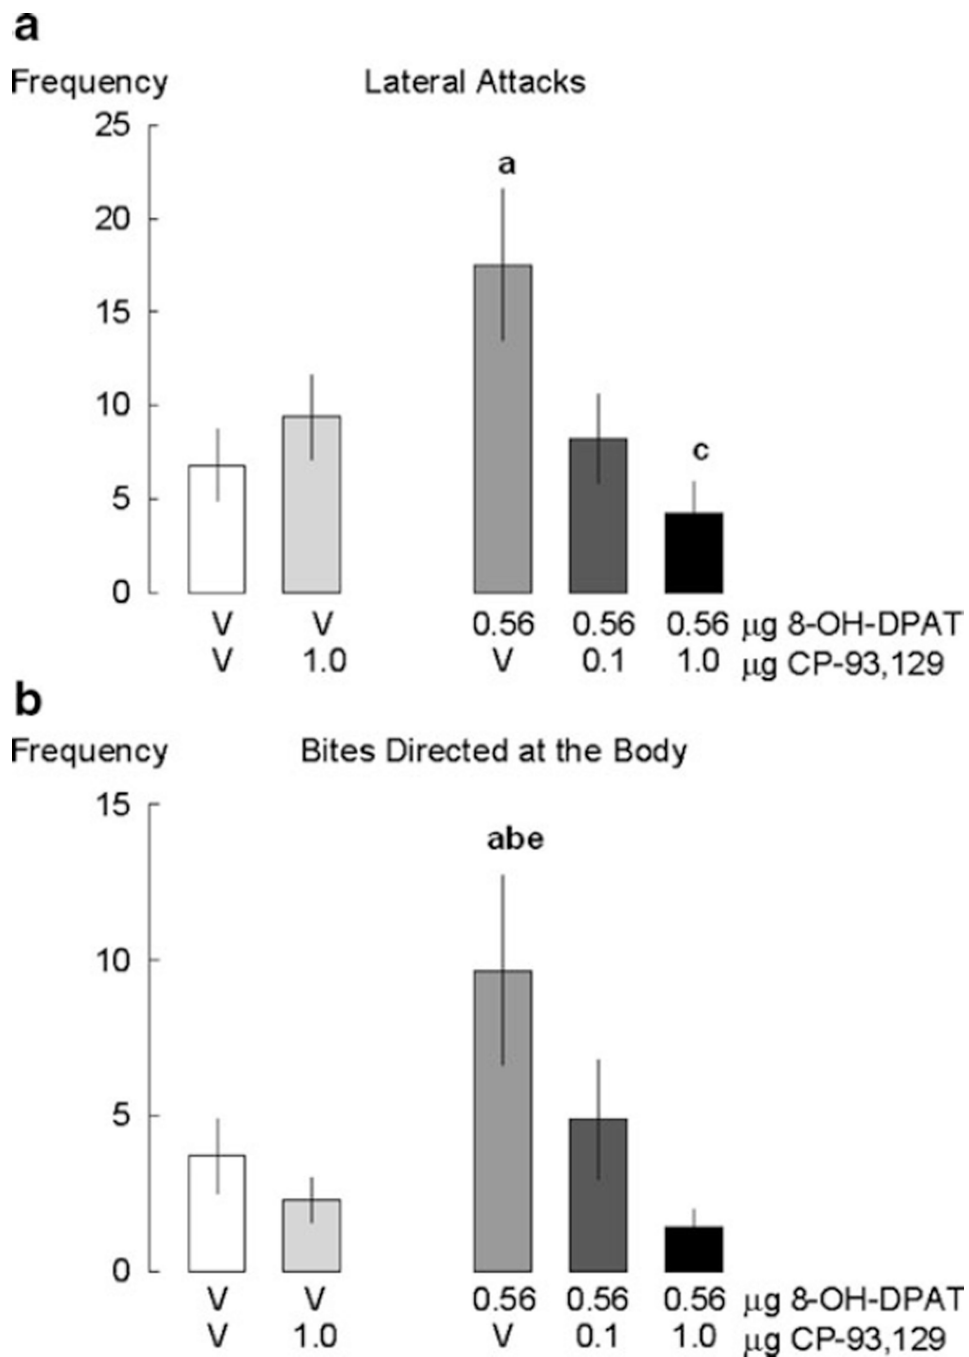 a
Frequency Lateral Attacks
25
a
20
15
10
c
5
0
V V 0.56 0.56 0.56 μg 8-OH-DPAT
V 1.0 V 0.1 1.0 μg CP-93,129
b
Frequency Bites Directed at the Body
15
abe
10
5
0
V V 0.56 0.56 0.56 μg 8-OH-DPAT
V 1.0 V 0.1 1.0 μg CP-93,129